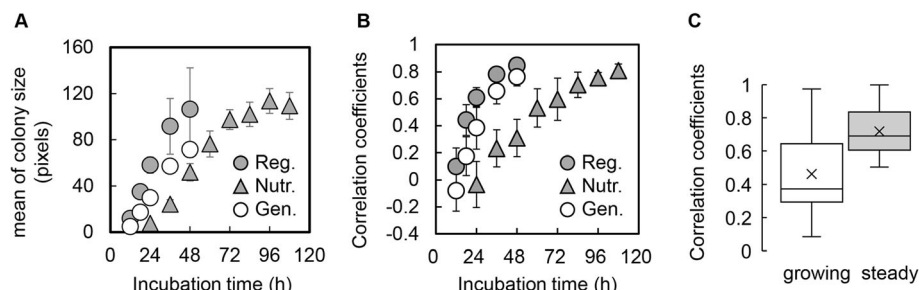 A
mean of colony size
(pixels)
160
120
80
40
0
0 24 48 72 96 120
Incubation time (h)
Reg.
Nutr.
Gen.
B
Correlation coefficients
1
0.8
0.6
0.4
0.2
0
-0.2
-0.4
0 24 48 72 96 120
Incubation time (h)
Reg.
Nutr.
Gen.
C
Correlation coefficients
1
0.8
0.6
0.4
0.2
0
growing steady